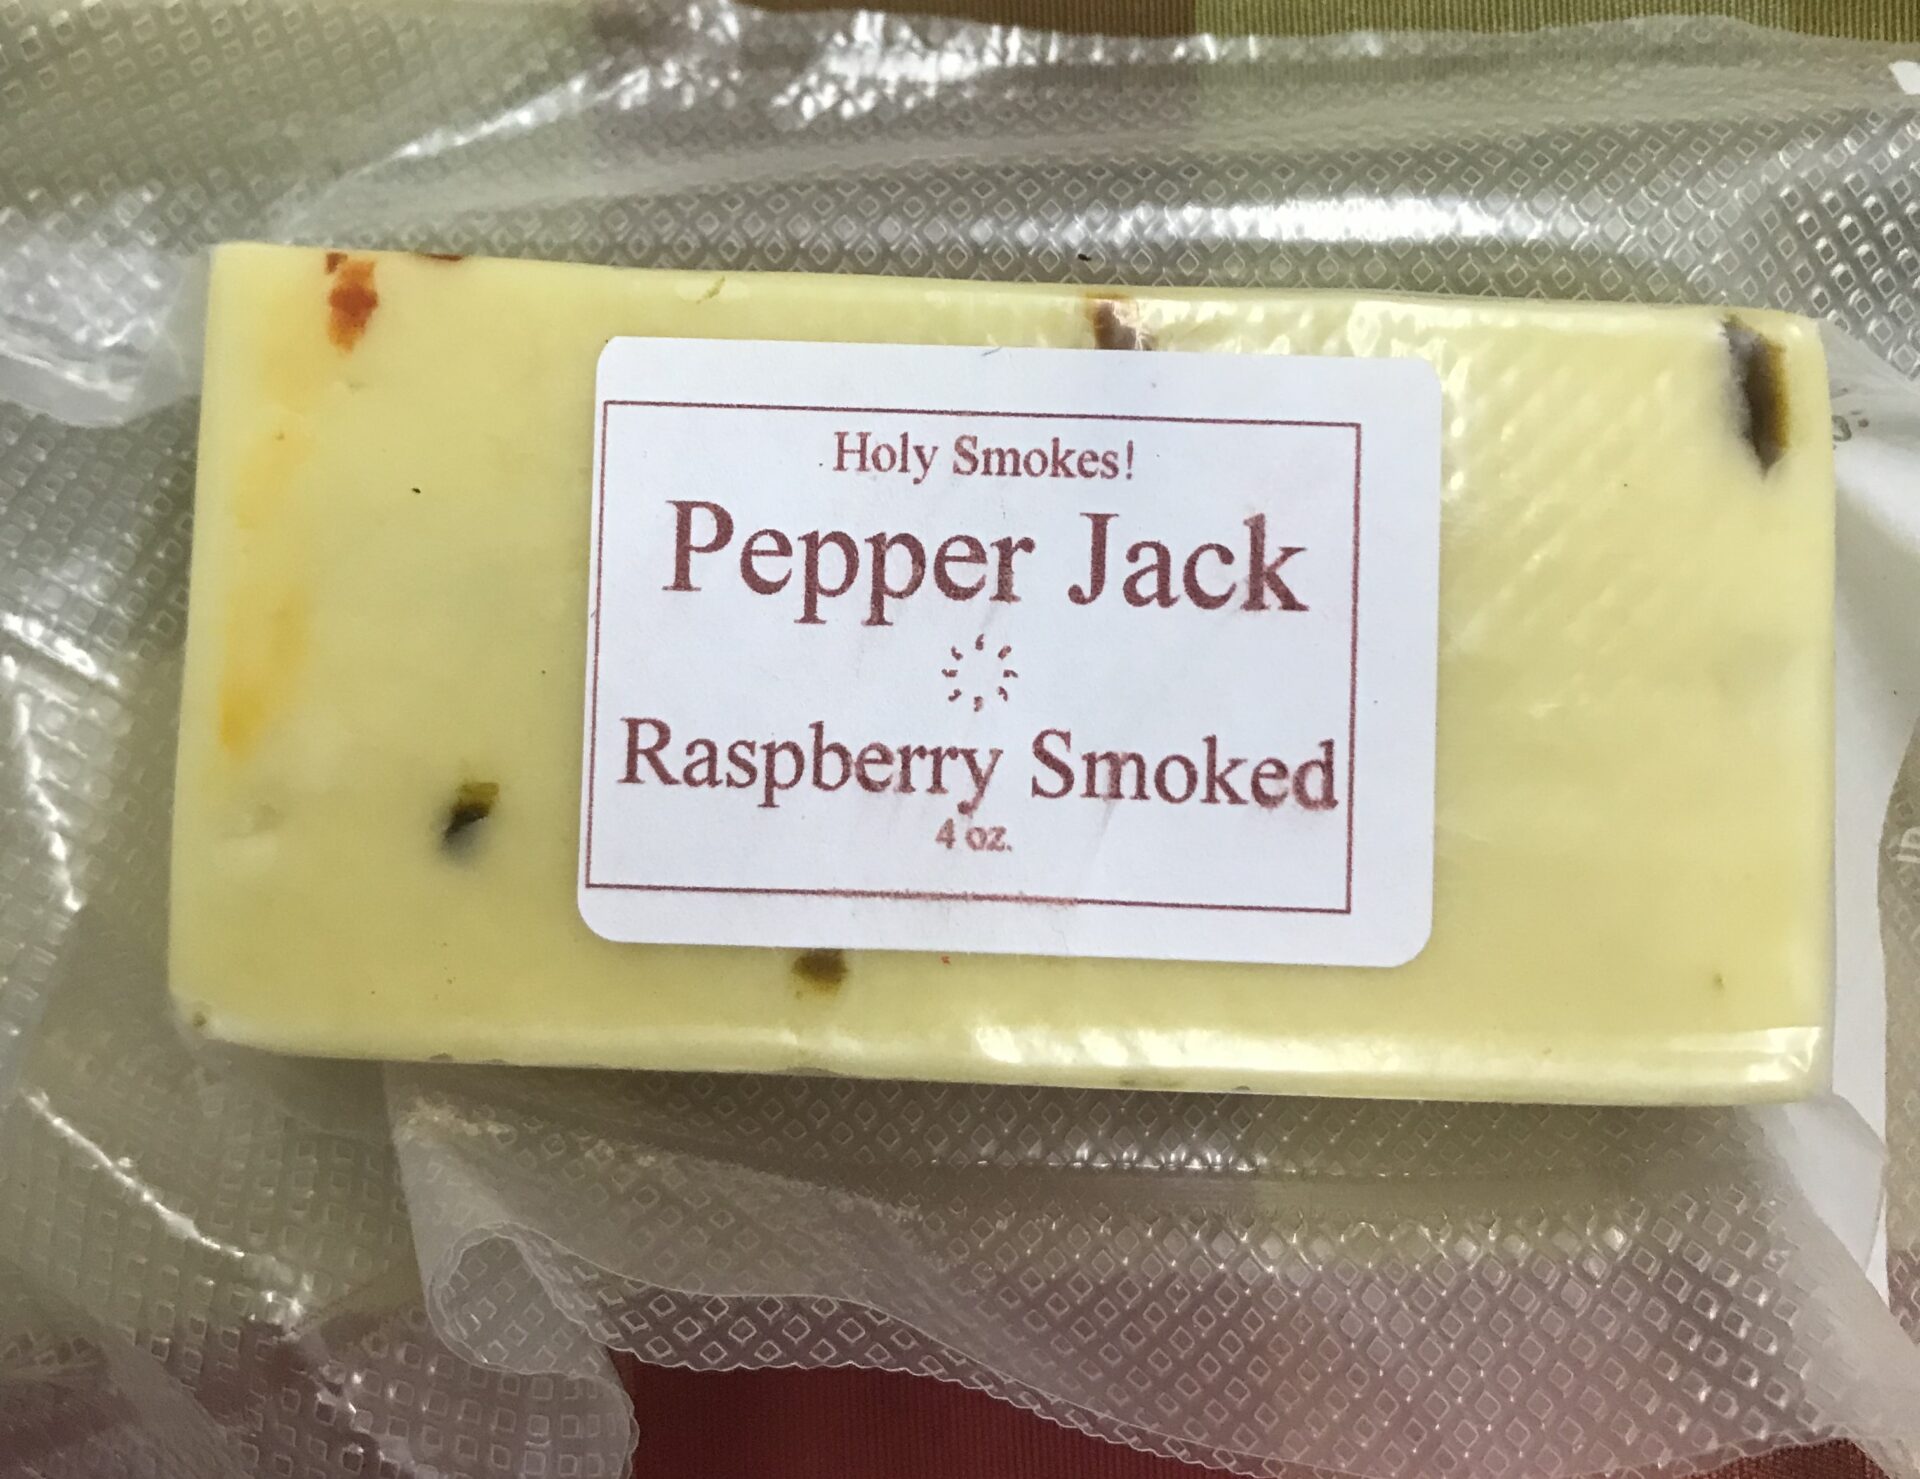 Holy Smokes!
Pepper Jack
Raspberry Smoked
4 oz.